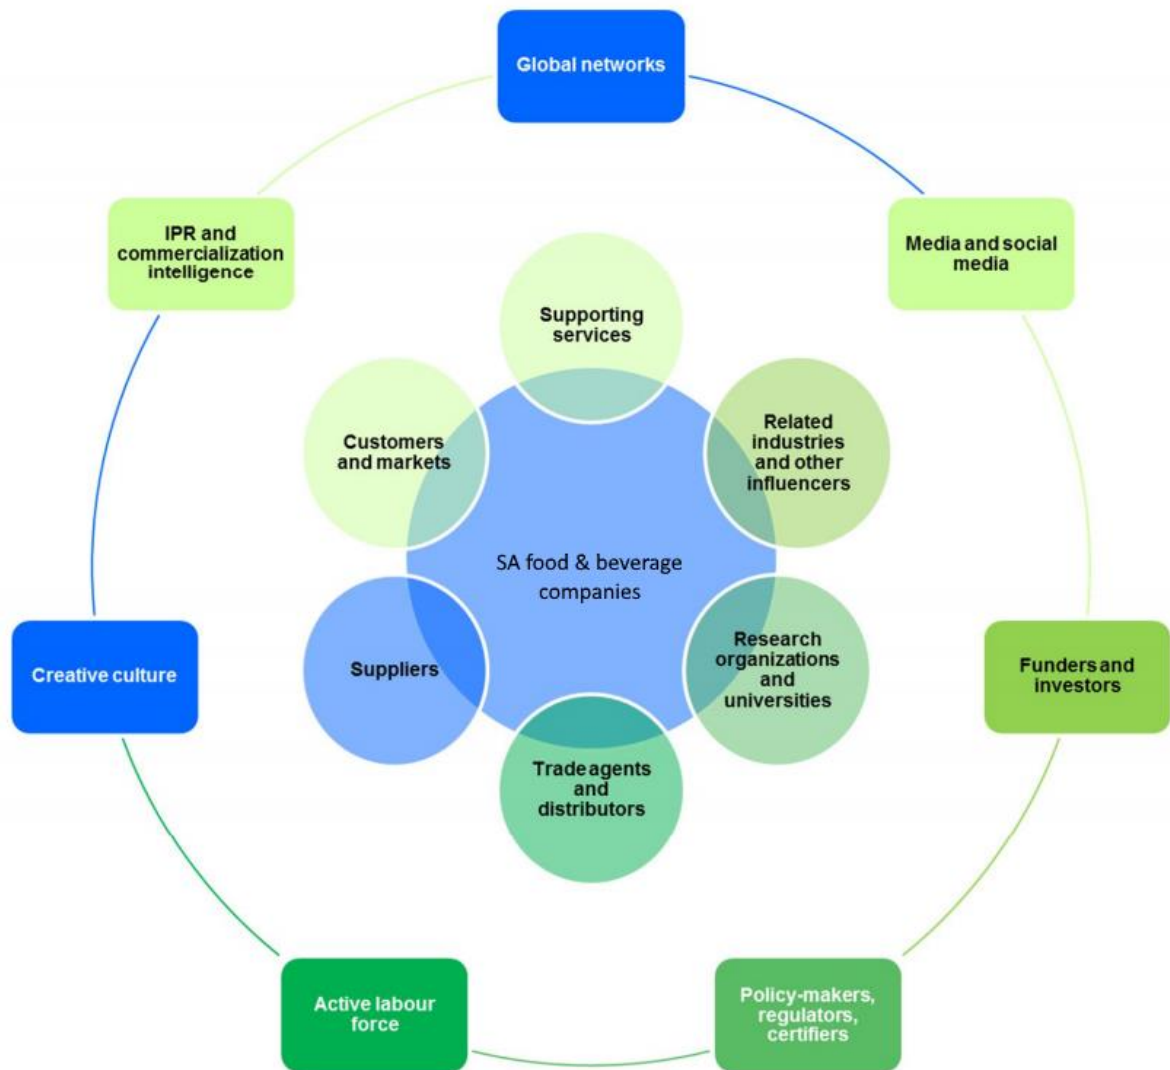 Global networks
IPR and
commercialization
intelligence
Media and social
media
Supporting
services
Customers
and markets
Related
industries
and other
influencers
SA food & beverage
companies
Suppliers
Research
organizations
and
universities
Creative culture
Funders and
investors
Trade agents
and
distributors
Active labour
force
Policy-makers,
regulators,
certifiers